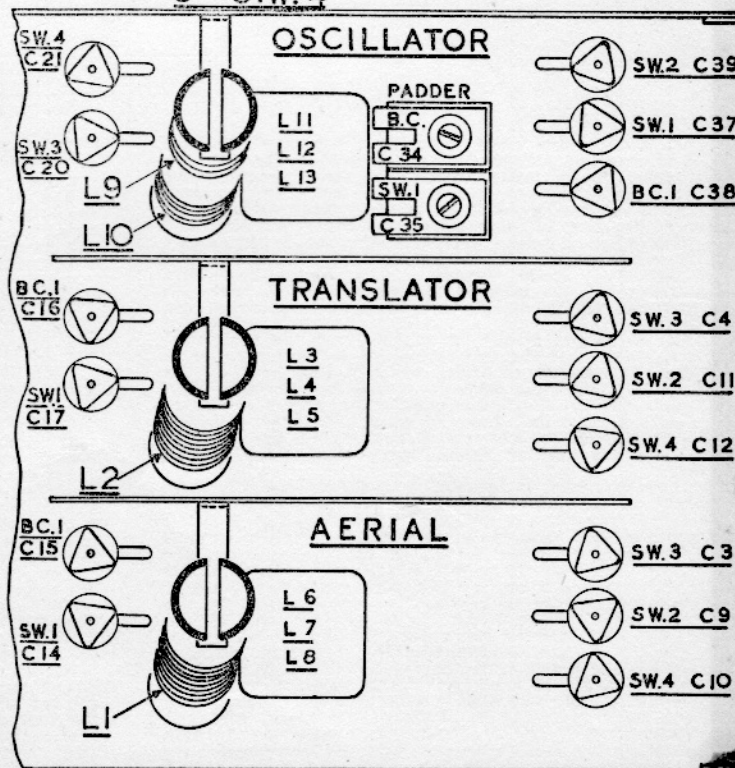 SW.4
OSCILLATOR
SW.4
C21
SW.3
C20
L9
L10
L11
L12
L13
PADDER
B.C.
C34
SW.1
C35
SW.2 C39
SW.1 C37
BC.1 C38
TRANSLATOR
BC.1
C16
SW1
C17
L2
L3
L4
L5
SW.3 C4
SW.2 C11
SW.4 C12
AERIAL
BC.1
C15
SW.1
C14
L1
L6
L7
L8
SW.3 C3
SW.2 C9
SW.4 C10